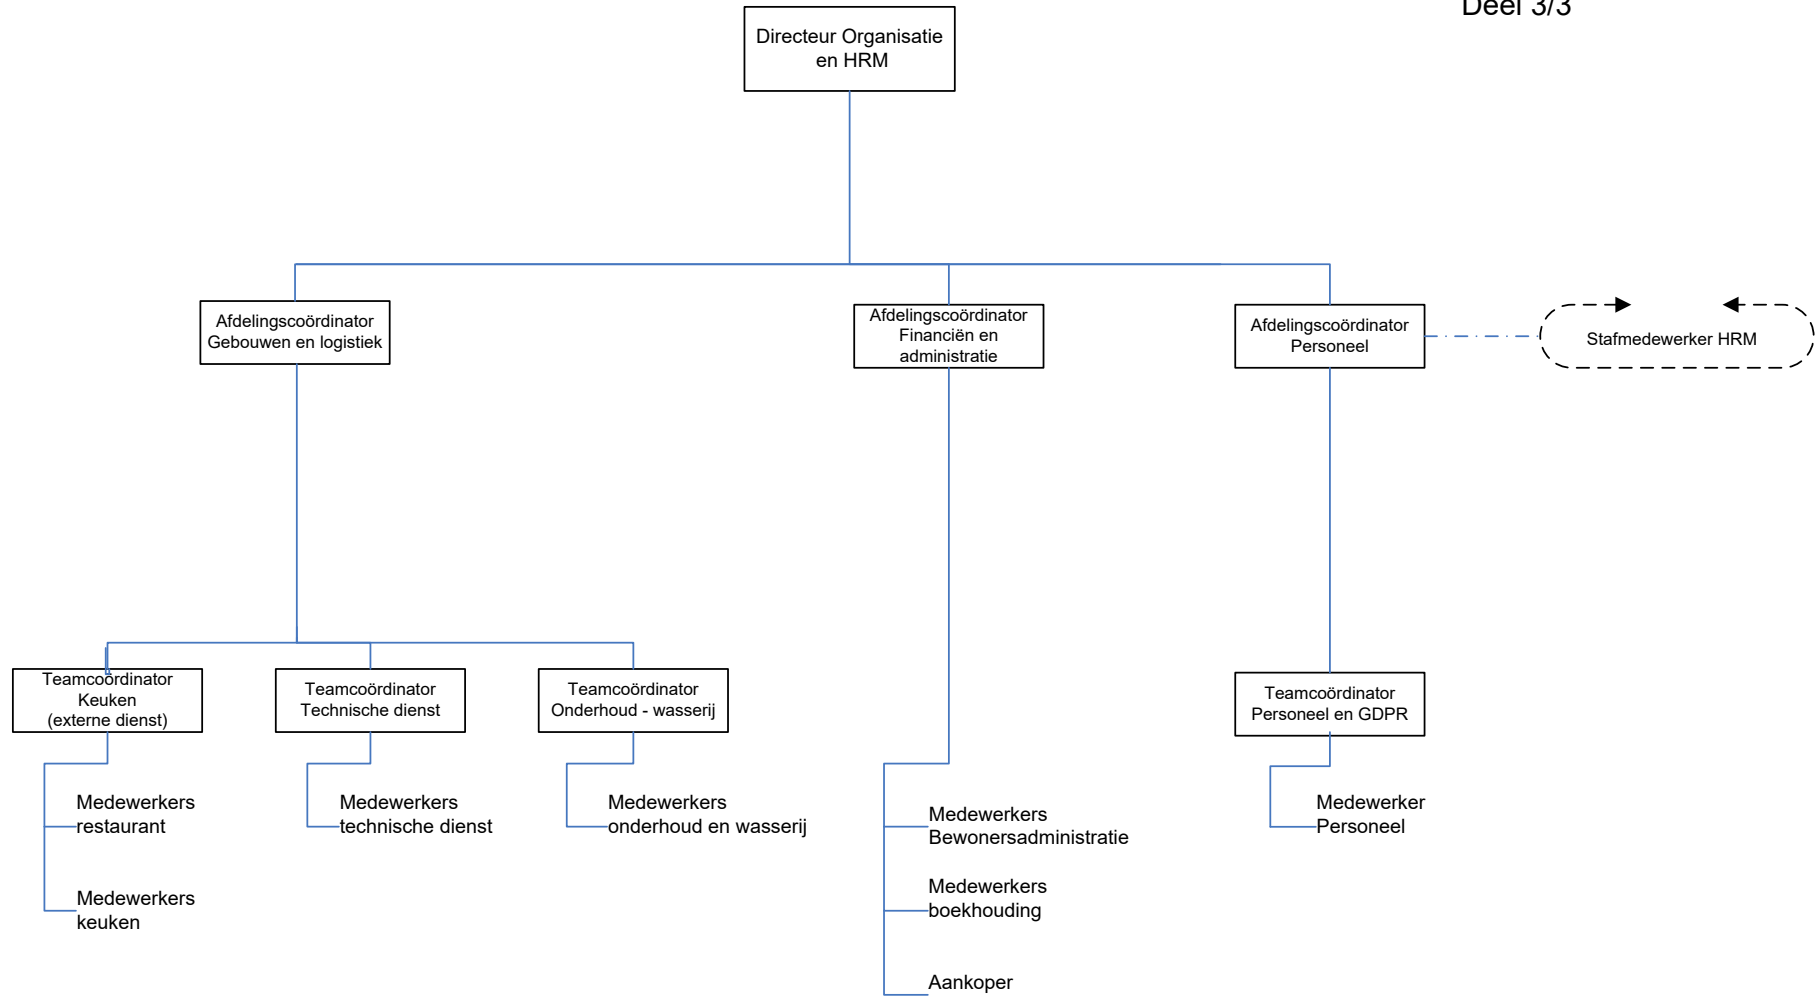 Deel 3/3
Directeur Organisatie
en HRM
Afdelingscoördinator
Gebouwen en logistiek
Afdelingscoördinator
Financiën en
administratie
Afdelingscoördinator
Personeel
Stafmedewerker HRM
Teamcoördinator
Keuken
(externe dienst)
Teamcoördinator
Technische dienst
Teamcoördinator
Onderhoud - wasserij
Teamcoördinator
Personeel en GDPR
Medewerkers
restaurant
Medewerkers
keuken
Medewerkers
technische dienst
Medewerkers
onderhoud en wasserij
Medewerkers
Bewonersadministratie
Medewerkers
boekhouding
Aankoper
Medewerker
Personeel